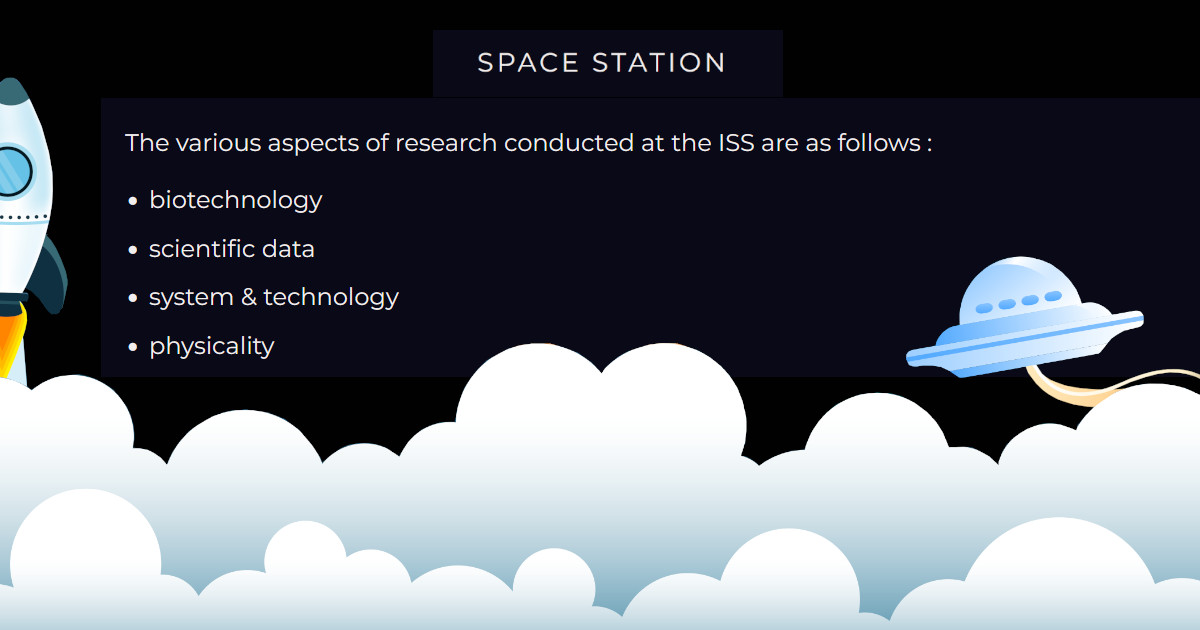 SPACE STATION
The various aspects of research conducted at the ISS are as follows :
• biotechnology
• scientific data
• system & technology
• physicality